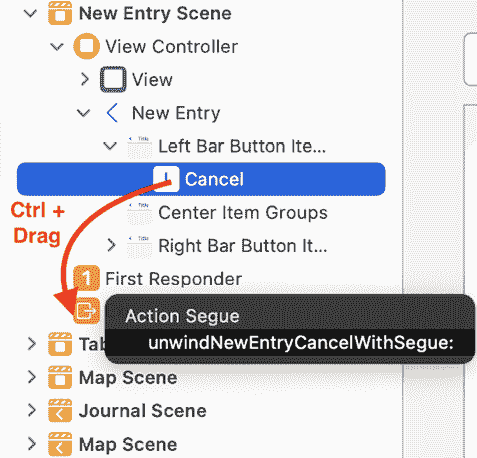 New Entry Scene
View Controller
View
New Entry
Left Bar Button Ite...
Cancel
Ctrl +
Drag
Center Item Groups
Right Bar Button It...
1 First Responder
Action Segue
unwindNewEntryCancelWithSegue:
Tab
Map Scene
Journal Scene
Map Scene